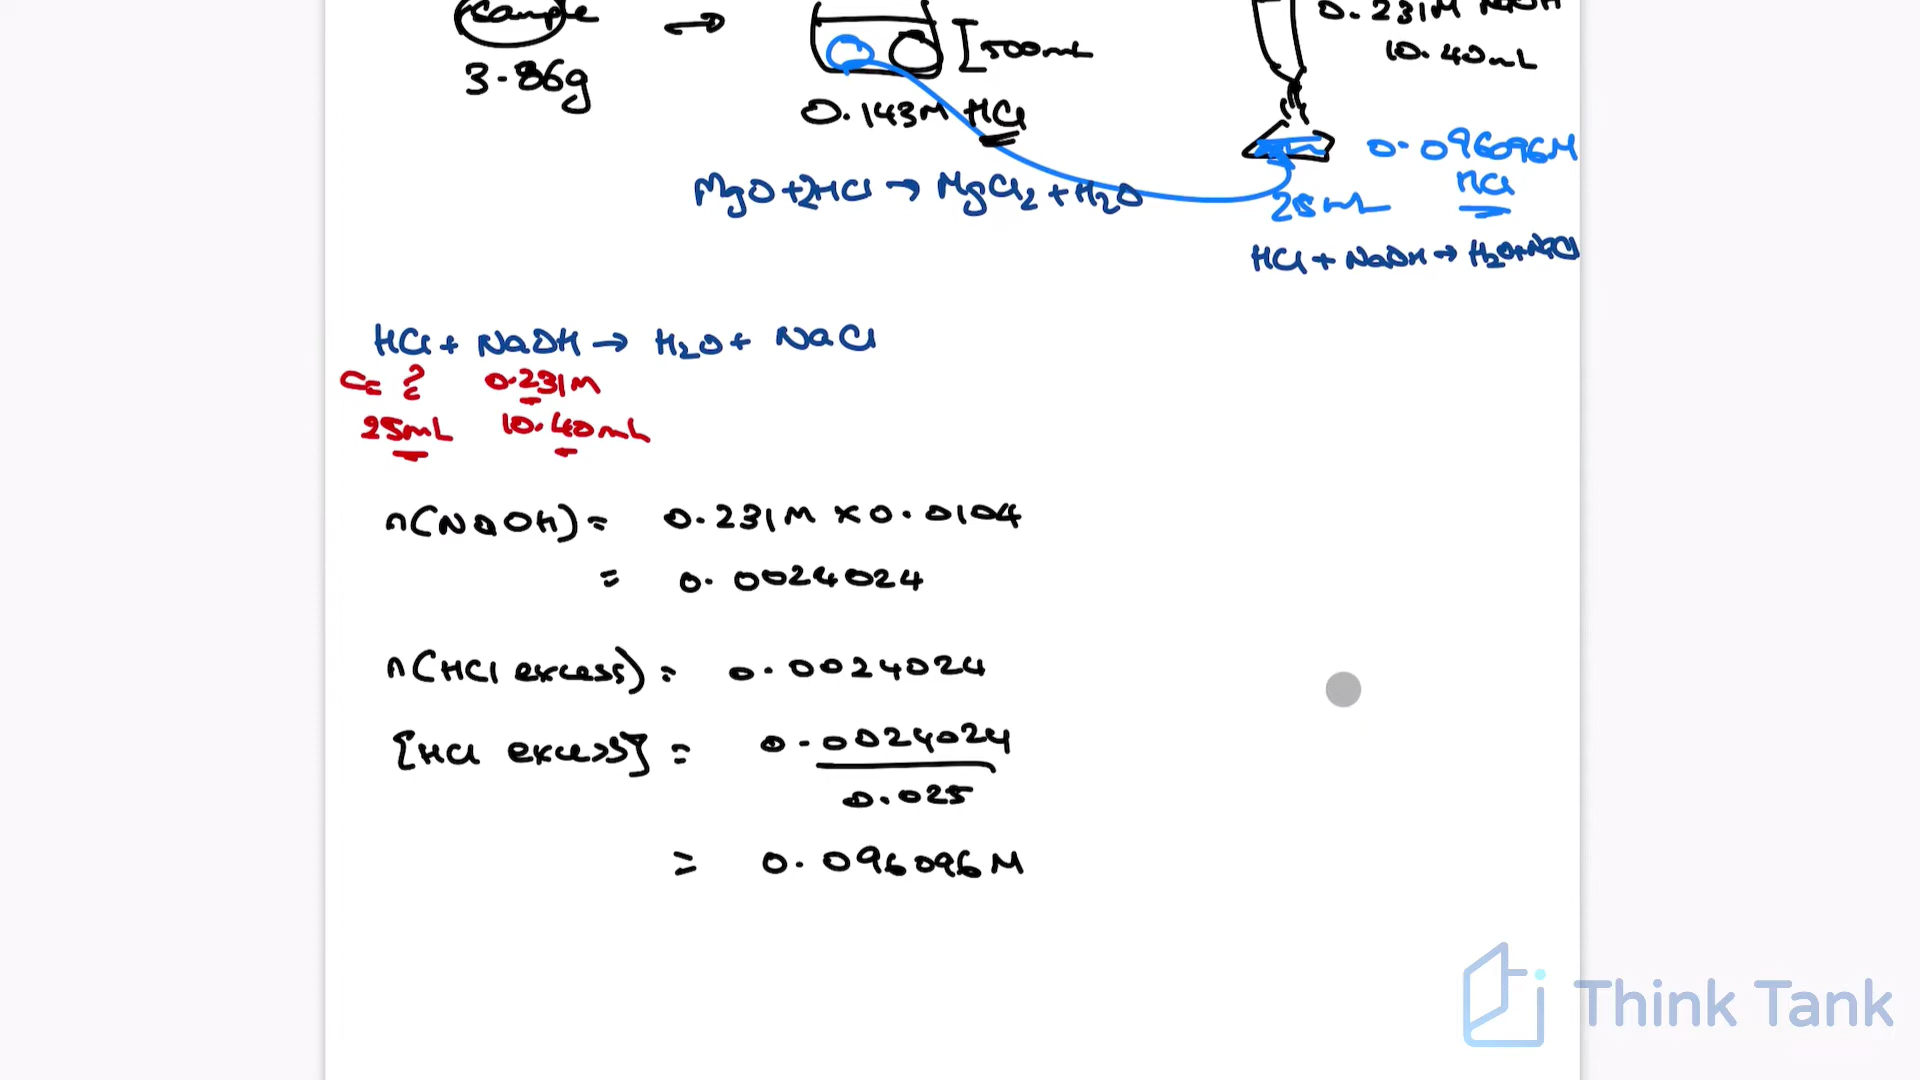 sample
3.86g
500mL
0.143M HCl
MgO + 2HCl → MgCl₂ + H₂O
0.231M NaOH
10.40mL
0.096096M
HCl
25mL
HCl + NaOH → H₂O + NaCl
HCl + NaOH → H₂O + NaCl
C = ? 0.231M
25mL 10.40mL
n(NaOH) = 0.231M × 0.0104
= 0.0024024
n(HCl excess) = 0.0024024
[HCl excess] = 0.0024024
0.025
= 0.096096M
Think Tank